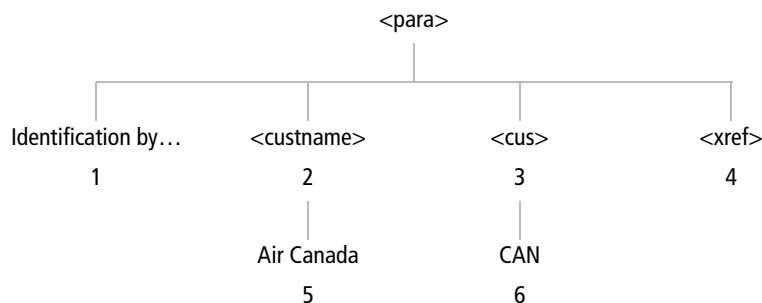 <para>
Identification by… <custname> <cus> <xref>
1 2 3 4
Air Canada CAN
5 6